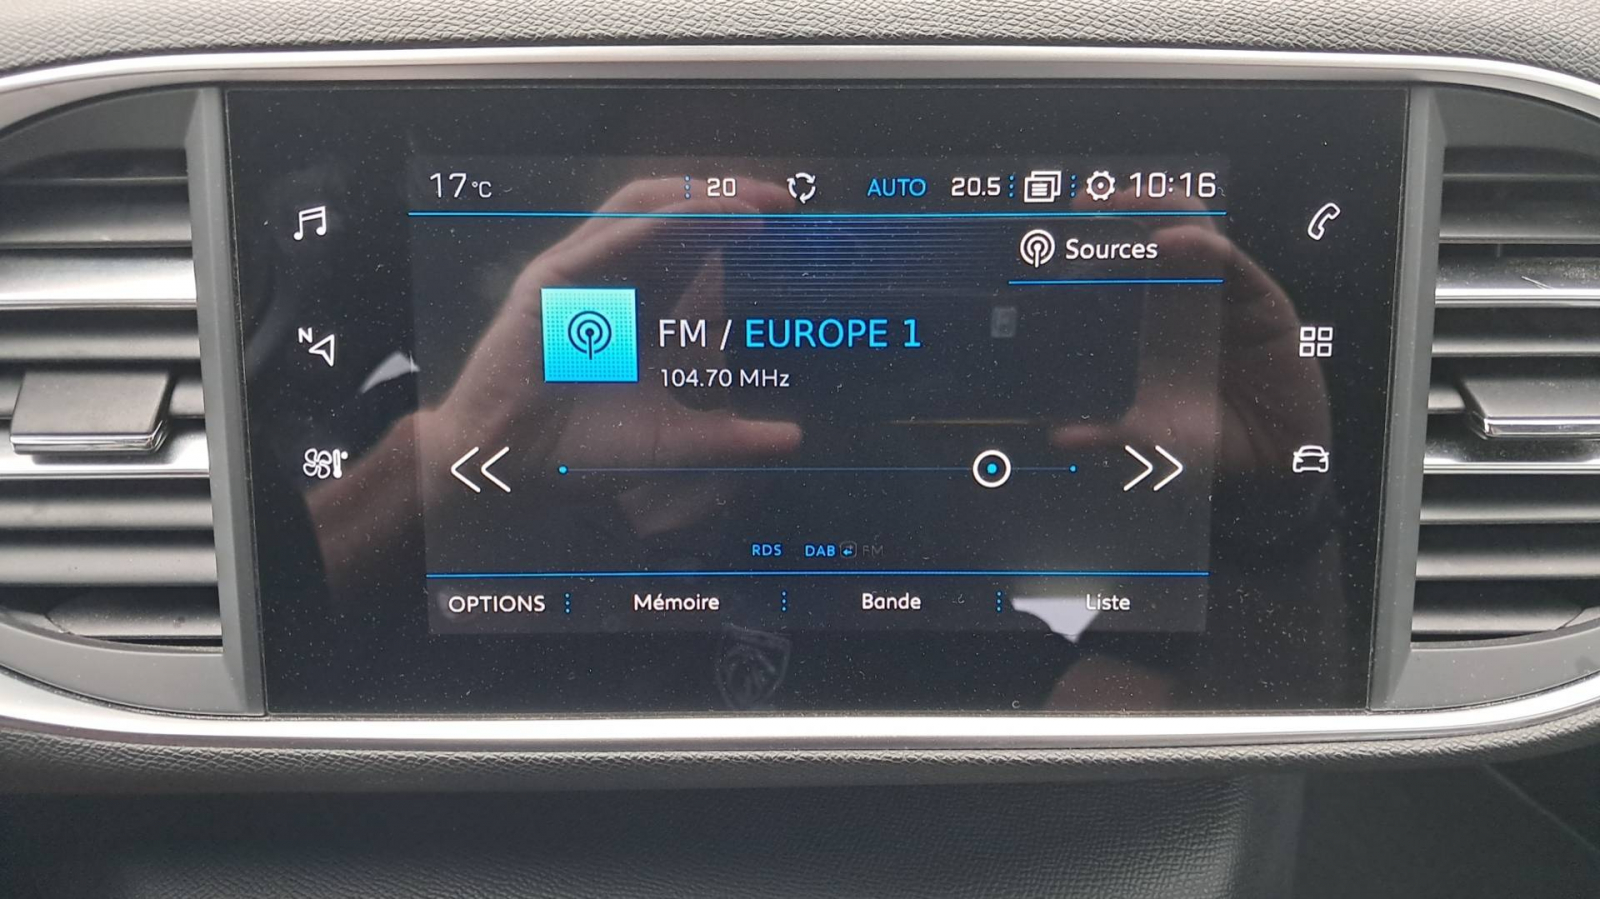 17°C 20 AUTO 20.5 10:16
Sources
FM / EUROPE 1
104.70 MHz
N
RDS DAB FM
OPTIONS Mémoire Bande Liste